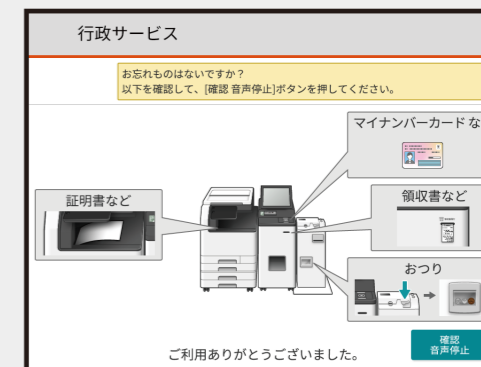 行政サービス
お忘れものはないですか？
以下を確認して、[確認 音声停止]ボタンを押してください。
マイナンバーカード な
証明書など
領収書など
おつり
確認
音声停止
ご利用ありがとうございました。